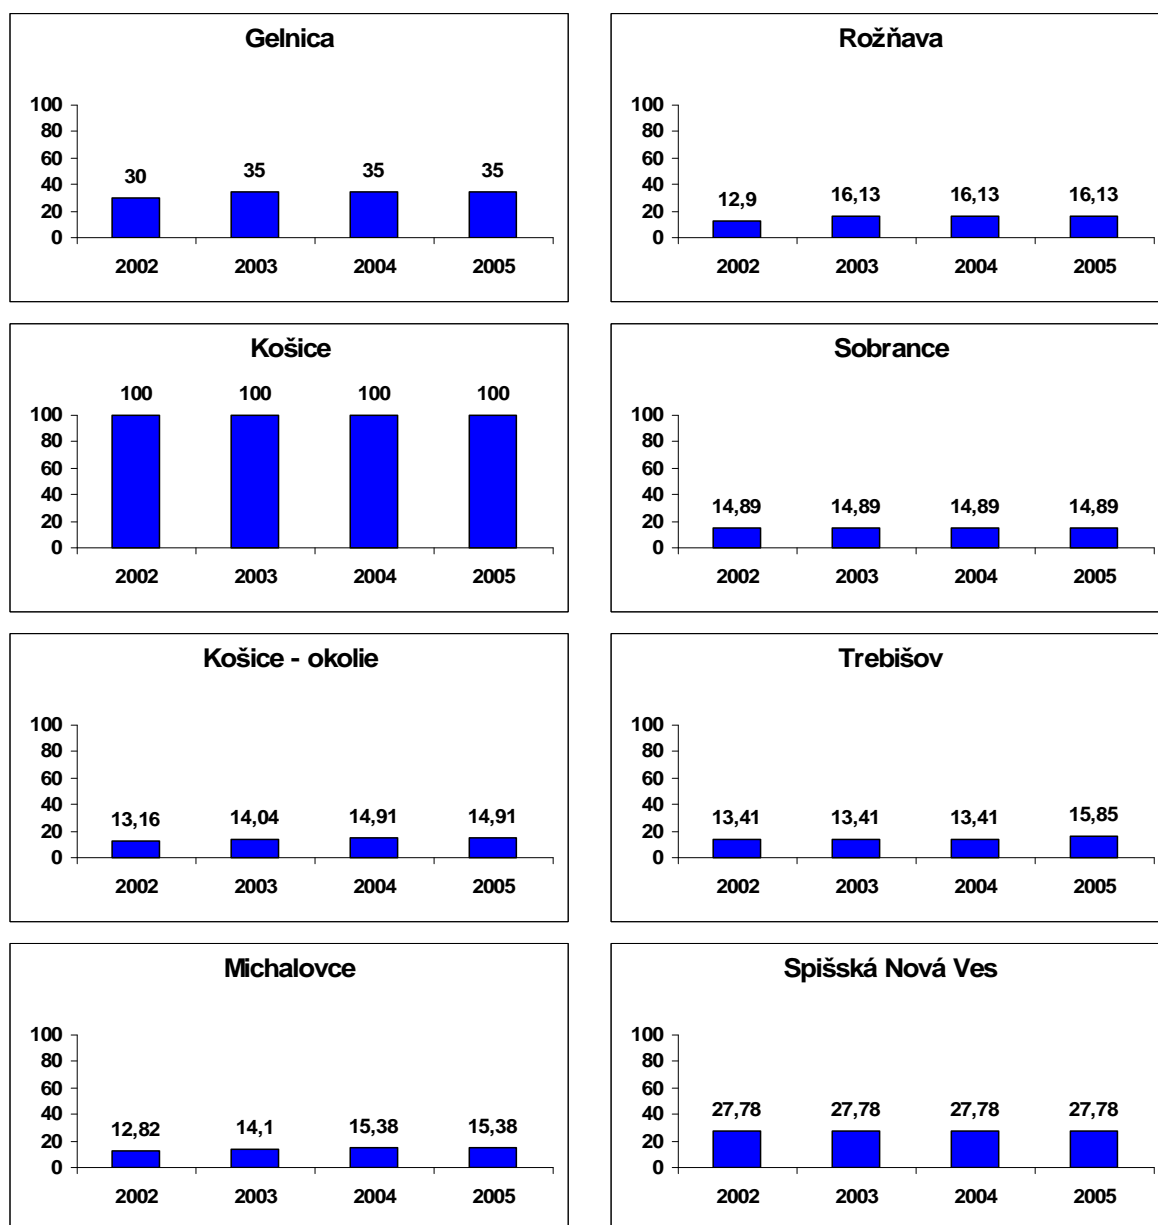 Gelnica
100
80
60
40
20
0
30 35 35 35
2002 2003 2004 2005
Rožňava
100
80
60
40
20
0
12,9 16,13 16,13 16,13
2002 2003 2004 2005
Košice
100 100 100 100
100
80
60
40
20
0
2002 2003 2004 2005
Sobrance
100
80
60
40
20
0
14,89 14,89 14,89 14,89
2002 2003 2004 2005
Košice - okolie
100
80
60
40
20
0
13,16 14,04 14,91 14,91
2002 2003 2004 2005
Trebišov
100
80
60
40
20
0
13,41 13,41 13,41 15,85
2002 2003 2004 2005
Michalovce
100
80
60
40
20
0
12,82 14,1 15,38 15,38
2002 2003 2004 2005
Spišská Nová Ves
100
80
60
40
20
0
27,78 27,78 27,78 27,78
2002 2003 2004 2005